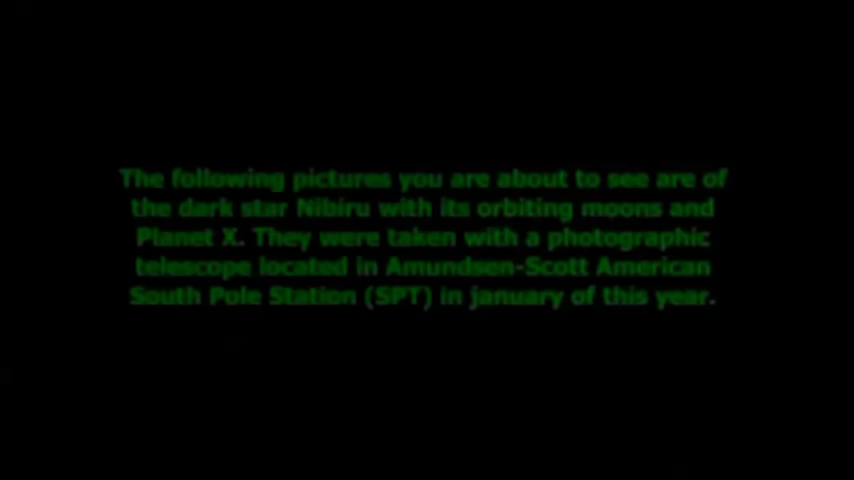 The following pictures you are about to see are of
the dark star Nibiru with its orbiting moons and
Planet X. They were taken with a photographic
telescope located in Amundsen-Scott American
South Pole Station (SPT) in january of this year.